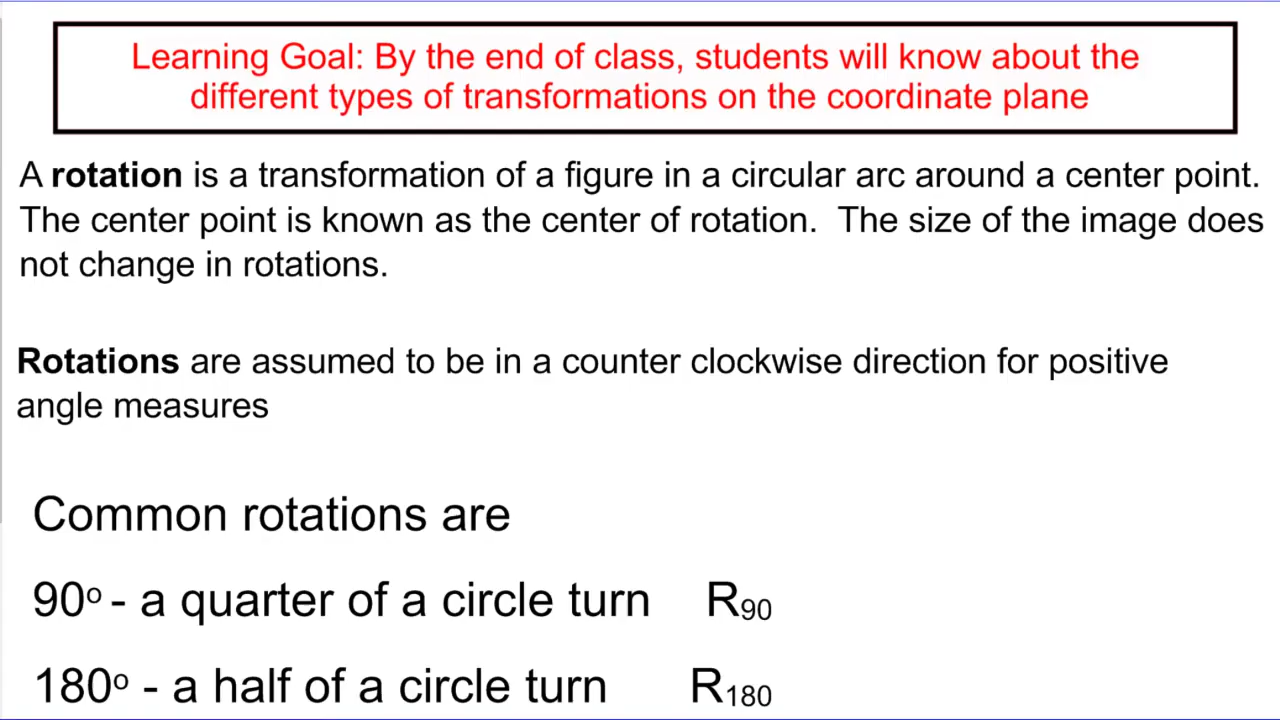 Learning Goal: By the end of class, students will know about the
different types of transformations on the coordinate plane
A rotation is a transformation of a figure in a circular arc around a center point.
The center point is known as the center of rotation.  The size of the image does
not change in rotations.
Rotations are assumed to be in a counter clockwise direction for positive
angle measures
Common rotations are
90º - a quarter of a circle turn R₉₀
180º - a half of a circle turn R₁₈₀